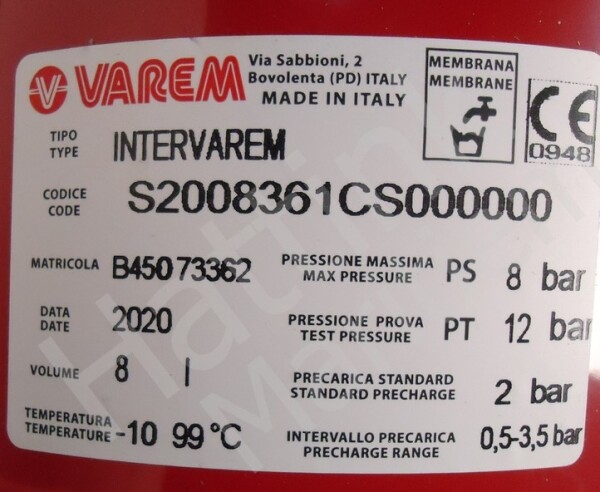 VAREM
Via Sabbioni, 2
Bovolenta (PD) ITALY
MADE IN ITALY
MEMBRANA
MEMBRANE
CE
0948
TIPO
TYPE
INTERVAREM
CODICE
CODE
S2008361CS000000
MATRICOLA B45073362
PRESSIONE MASSIMA
MAX PRESSURE
PS 8 bar
DATA
DATE
2020
PRESSIONE PROVA
TEST PRESSURE
PT 12 bar
VOLUME 8 l
PRECARICA STANDARD
STANDARD PRECHARGE
2 bar
TEMPERATURA
TEMPERATURE
-10 99°C
INTERVALLO PRECARICA
PRECHARGE RANGE
0,5-3,5 bar